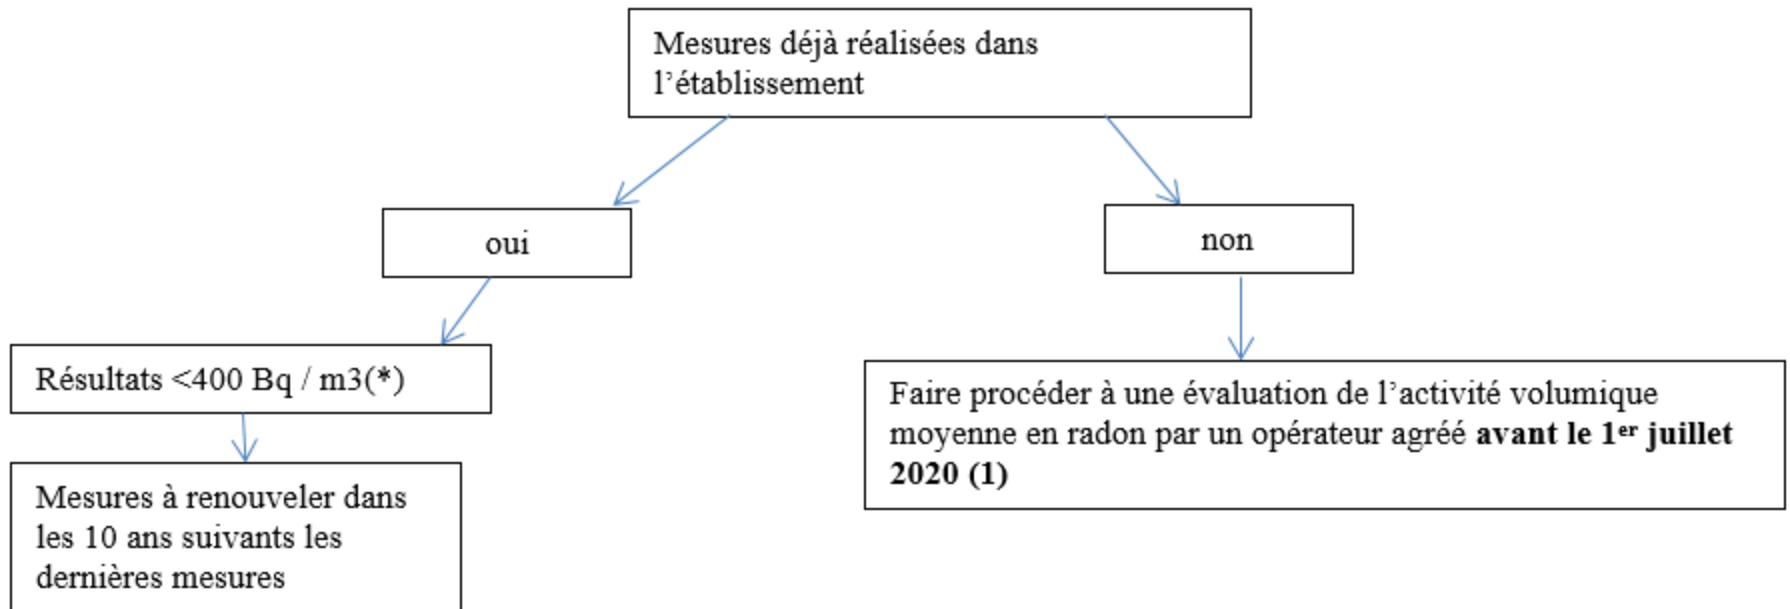 Mesures déjà réalisées dans
l’établissement
oui
non
Résultats <400 Bq / m3(*)
Faire procéder à une évaluation de l’activité volumique
moyenne en radon par un opérateur agréé avant le 1er juillet
2020 (1)
Mesures à renouveler dans
les 10 ans suivants les
dernières mesures